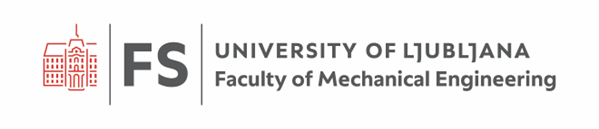 FS
UNIVERSITY OF LJUBLJANA
Faculty of Mechanical Engineering